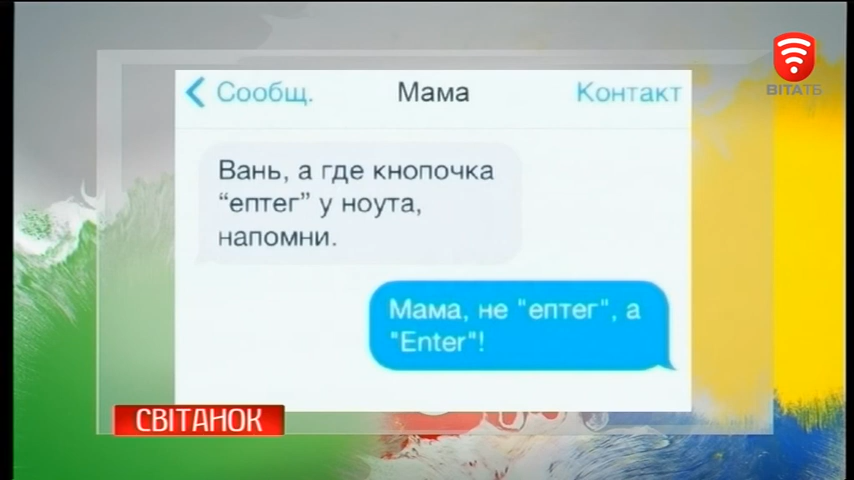 ВІТАТБ
Сообщ. Мама Контакт
Вань, а где кнопочка
“ептег” у ноута,
напомни.
Мама, не "ептег", а
"Enter"!
СВІТАНОК